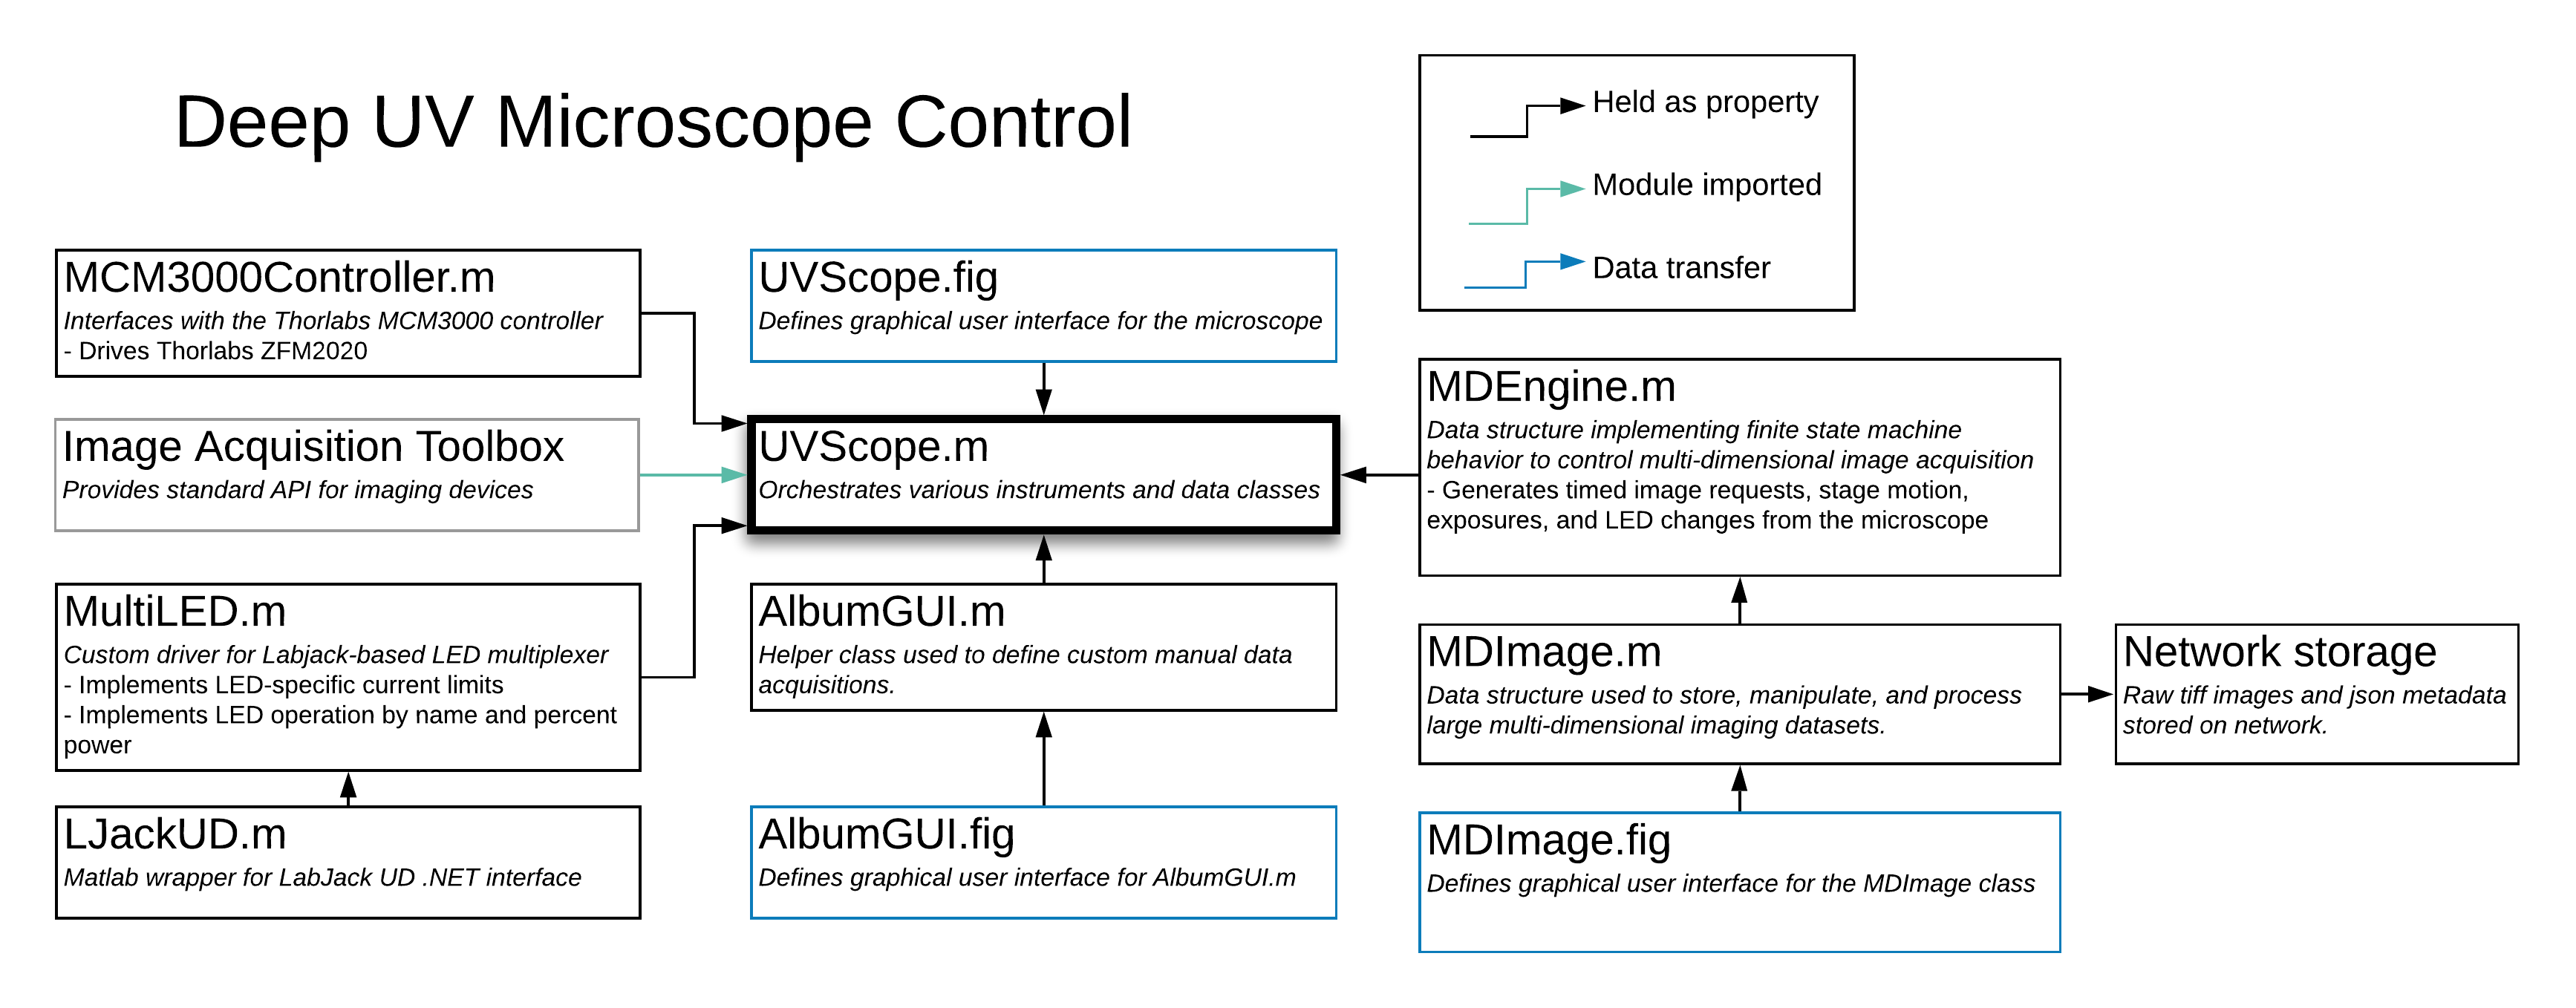 Deep UV Microscope Control
Held as property
Module imported
Data transfer
MCM3000Controller.m
Interfaces with the Thorlabs MCM3000 controller
- Drives Thorlabs ZFM2020
Image Acquisition Toolbox
Provides standard API for imaging devices
MultiLED.m
Custom driver for Labjack-based LED multiplexer
- Implements LED-specific current limits
- Implements LED operation by name and percent
power
LJackUD.m
Matlab wrapper for LabJack UD .NET interface
UVScope.fig
Defines graphical user interface for the microscope
UVScope.m
Orchestrates various instruments and data classes
AlbumGUI.m
Helper class used to define custom manual data
acquisitions.
AlbumGUI.fig
Defines graphical user interface for AlbumGUI.m
MDEngine.m
Data structure implementing finite state machine
behavior to control multi-dimensional image acquisition
- Generates timed image requests, stage motion,
exposures, and LED changes from the microscope
MDImage.m
Data structure used to store, manipulate, and process
large multi-dimensional imaging datasets.
MDImage.fig
Defines graphical user interface for the MDImage class
Network storage
Raw tiff images and json metadata
stored on network.